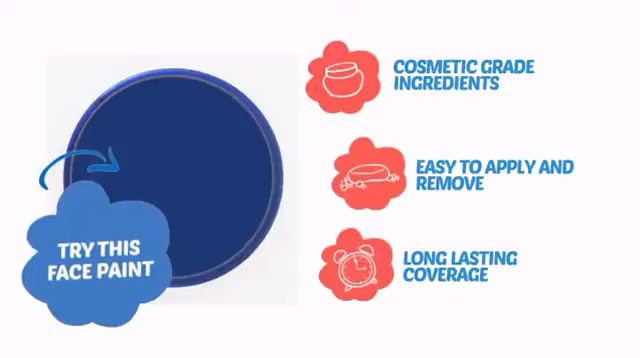 COSMETIC GRADE
INGREDIENTS
EASY TO APPLY AND
REMOVE
LONG LASTING
COVERAGE
TRY THIS
FACE PAINT